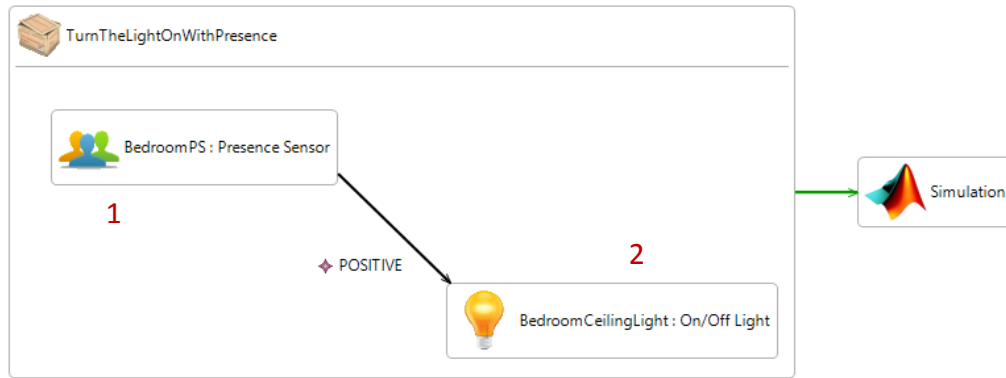 TurnTheLightOnWithPresence
BedroomPS : Presence Sensor
1
Simulation
2
POSITIVE
BedroomCeilingLight : On/Off Light